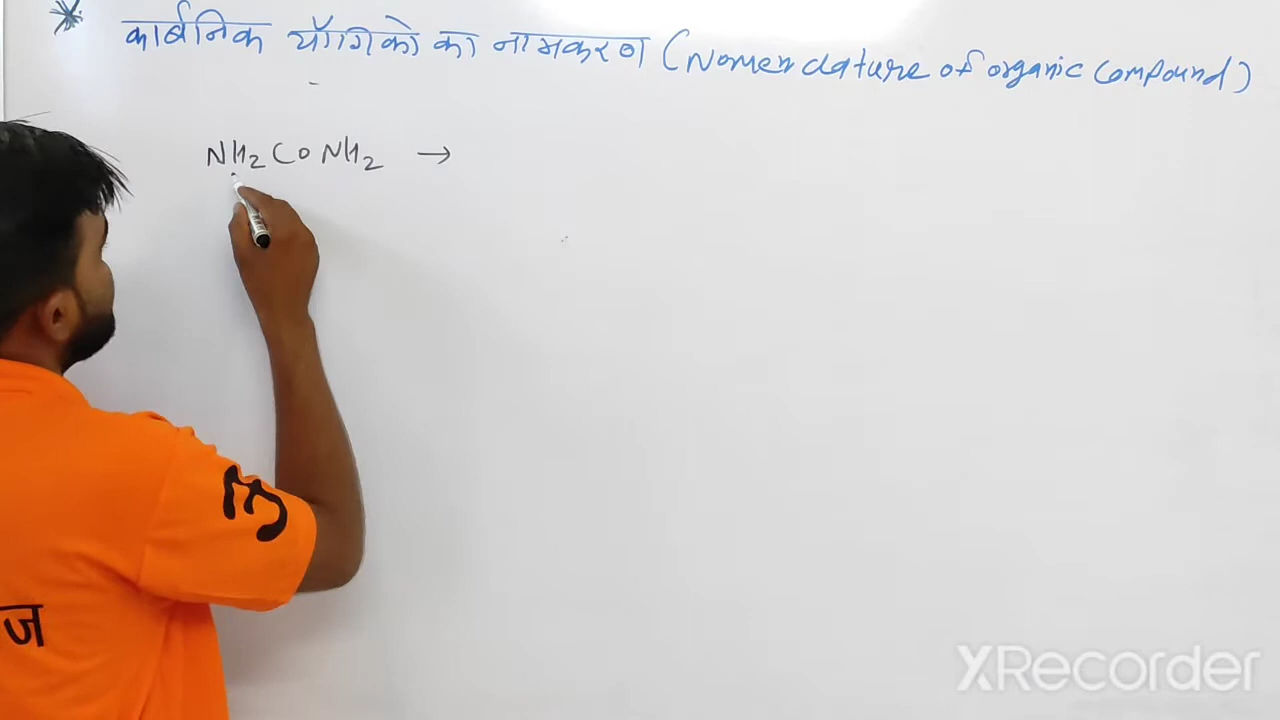 * कार्बनिक यौगिको का नामकरण (Nomenclature of organic compound)
NH₂CONH₂ →
ज
XRecorder